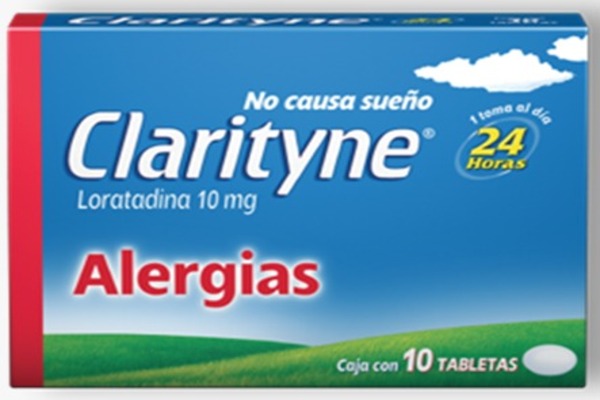 No causa sueño
Clarityne®
1 toma al día
24
Horas
Loratadina 10 mg
Alergias
Caja con 10 TABLETAS